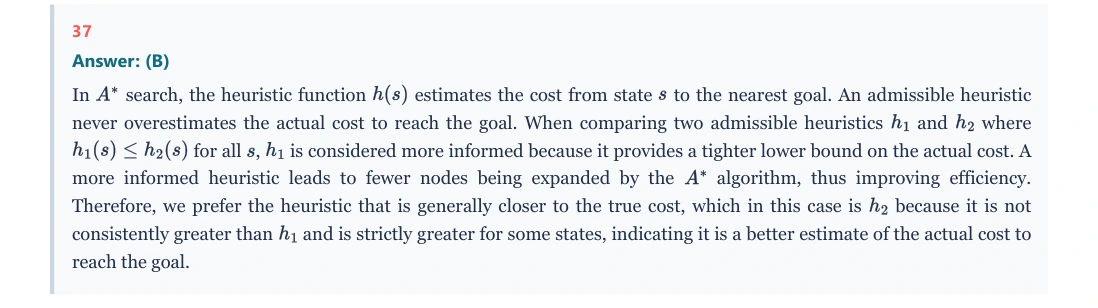 37
Answer: (B)
In A* search, the heuristic function h(s) estimates the cost from state s to the nearest goal. An admissible heuristic
never overestimates the actual cost to reach the goal. When comparing two admissible heuristics h₁ and h₂ where
h₁(s) ≤ h₂(s) for all s, h₁ is considered more informed because it provides a tighter lower bound on the actual cost. A
more informed heuristic leads to fewer nodes being expanded by the A* algorithm, thus improving efficiency.
Therefore, we prefer the heuristic that is generally closer to the true cost, which in this case is h₂ because it is not
consistently greater than h₁ and is strictly greater for some states, indicating it is a better estimate of the actual cost to
reach the goal.